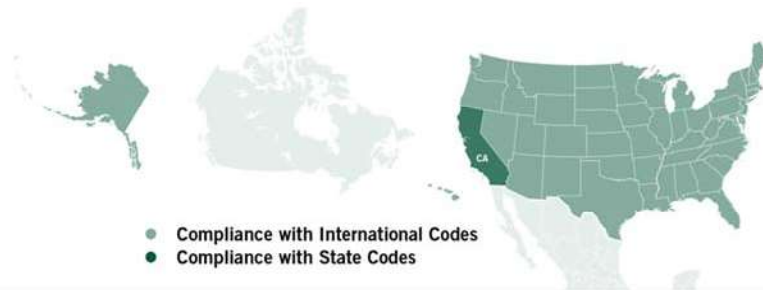 CA
Compliance with International Codes
Compliance with State Codes